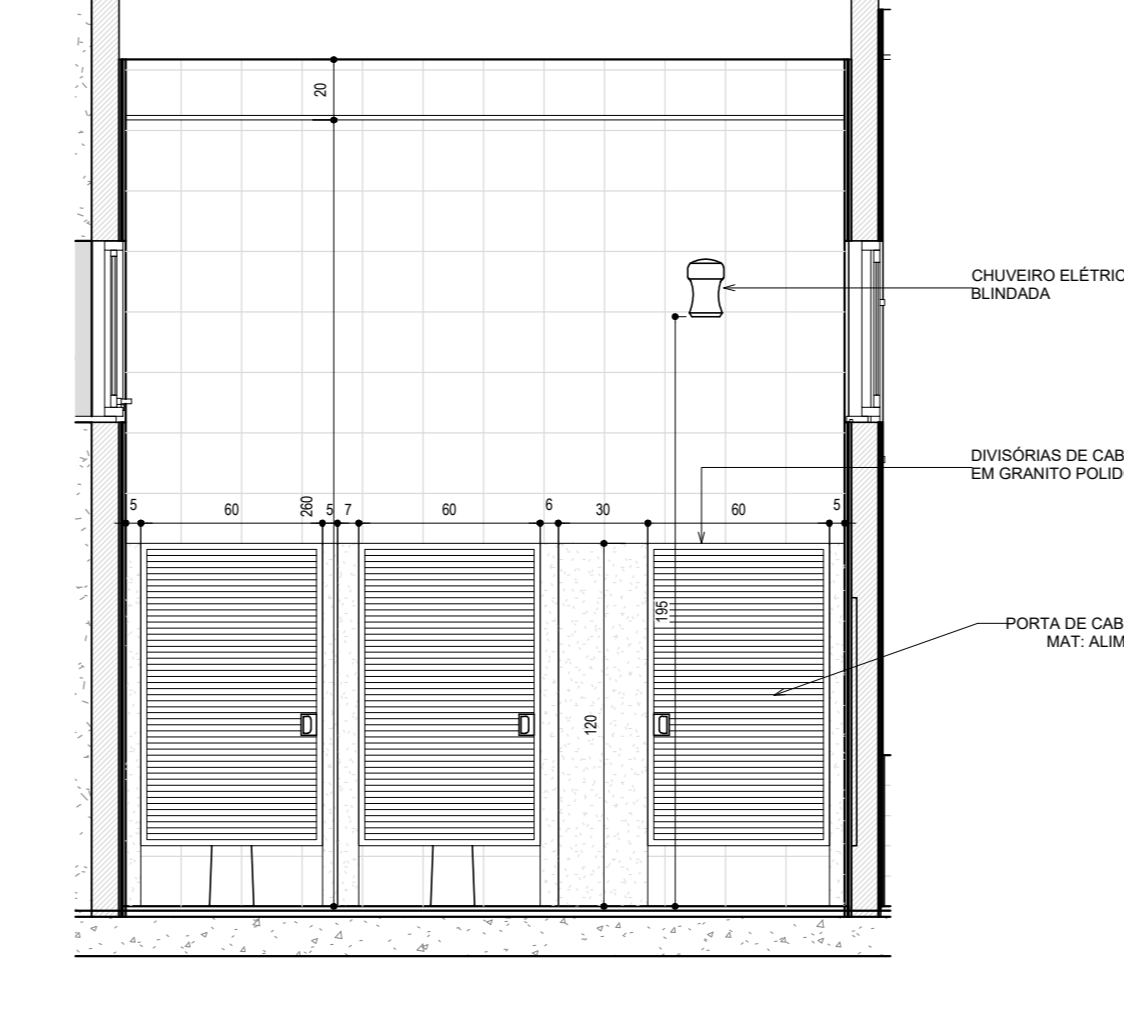 20
CHUVEIRO ELÉTRIC
BLINDADA
DIVISÓRIAS DE CAB
EM GRANITO POLID
5
60
260
5
7
60
6
30
60
5
195
PORTA DE CAB
MAT: ALIM
120